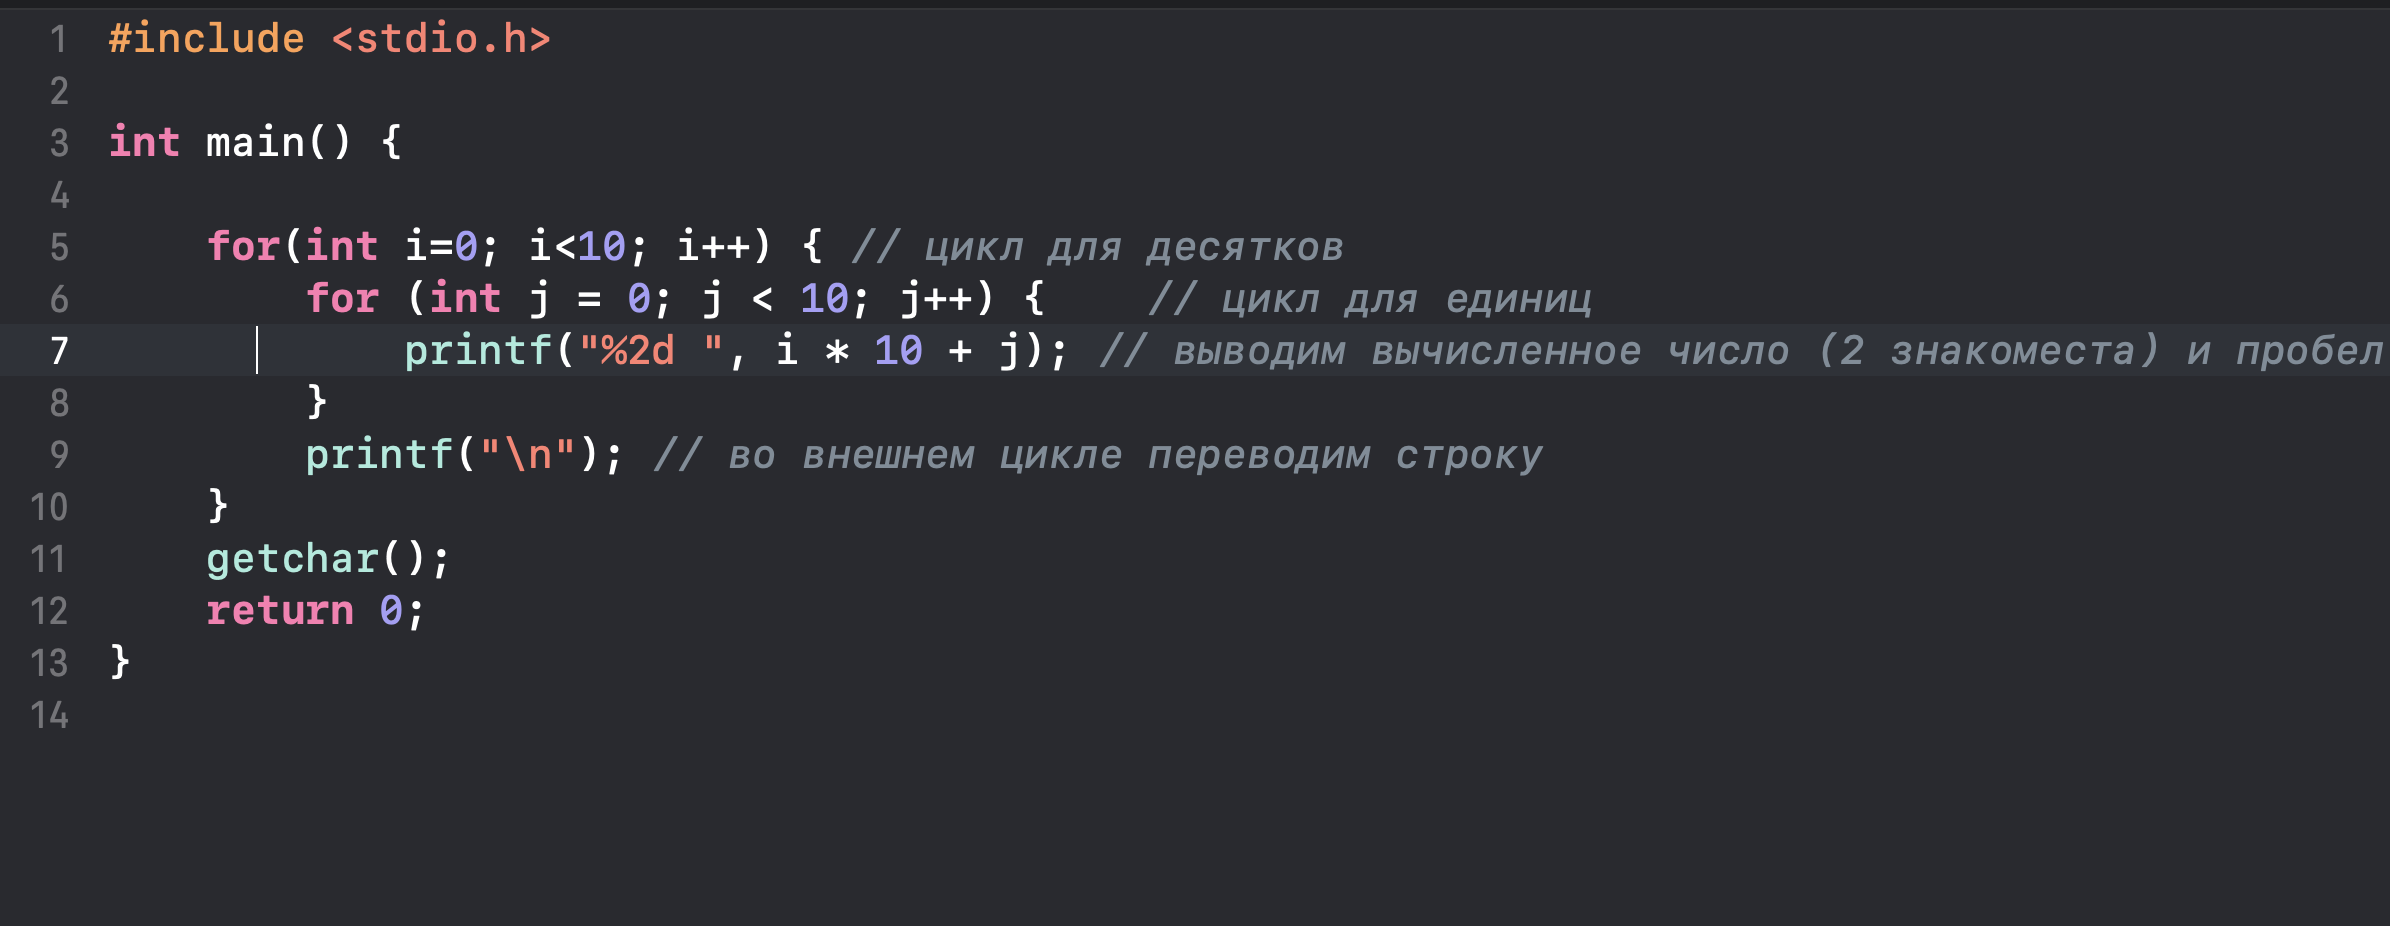 1 #include <stdio.h>
2
3 int main() {
4
5     for(int i=0; i<10; i++) { // цикл для десятков
6         for (int j = 0; j < 10; j++) {    // цикл для единиц
7             printf("%2d ", i * 10 + j); // выводим вычисленное число (2 знакоместа) и пробел
8         }
9         printf("\n"); // во внешнем цикле переводим строку
10     }
11     getchar();
12     return 0;
13 }
14